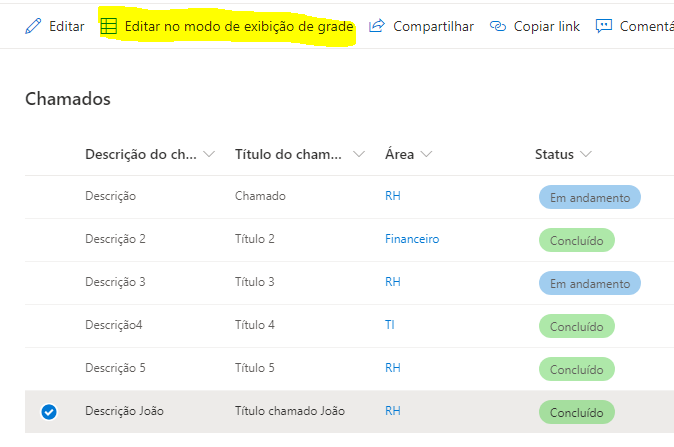 Editar Editar no modo de exibição de grade Compartilhar Copiar link Comentá
Chamados
Descrição do ch... Título do cham... Área Status
Descrição Chamado RH Em andamento
Descrição 2 Título 2 Financeiro Concluído
Descrição 3 Título 3 RH Em andamento
Descrição4 Título 4 TI Concluído
Descrição 5 Título 5 RH Concluído
Descrição João Título chamado João RH Concluído